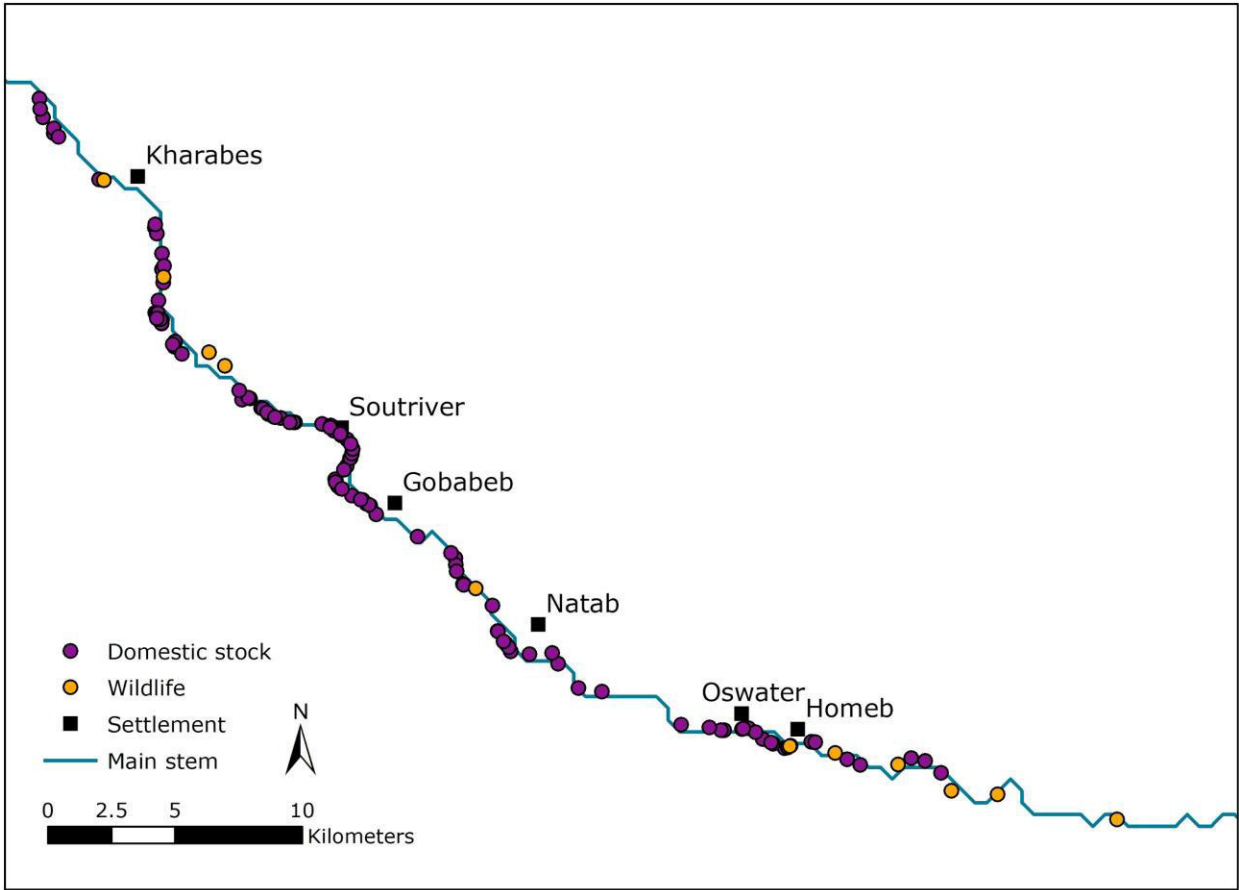 Kharabes
Soutriver
Gobabeb
Natab
Oswater
Homeb
Domestic stock
Wildlife
Settlement
Main stem
N
0 2.5 5 10
Kilometers